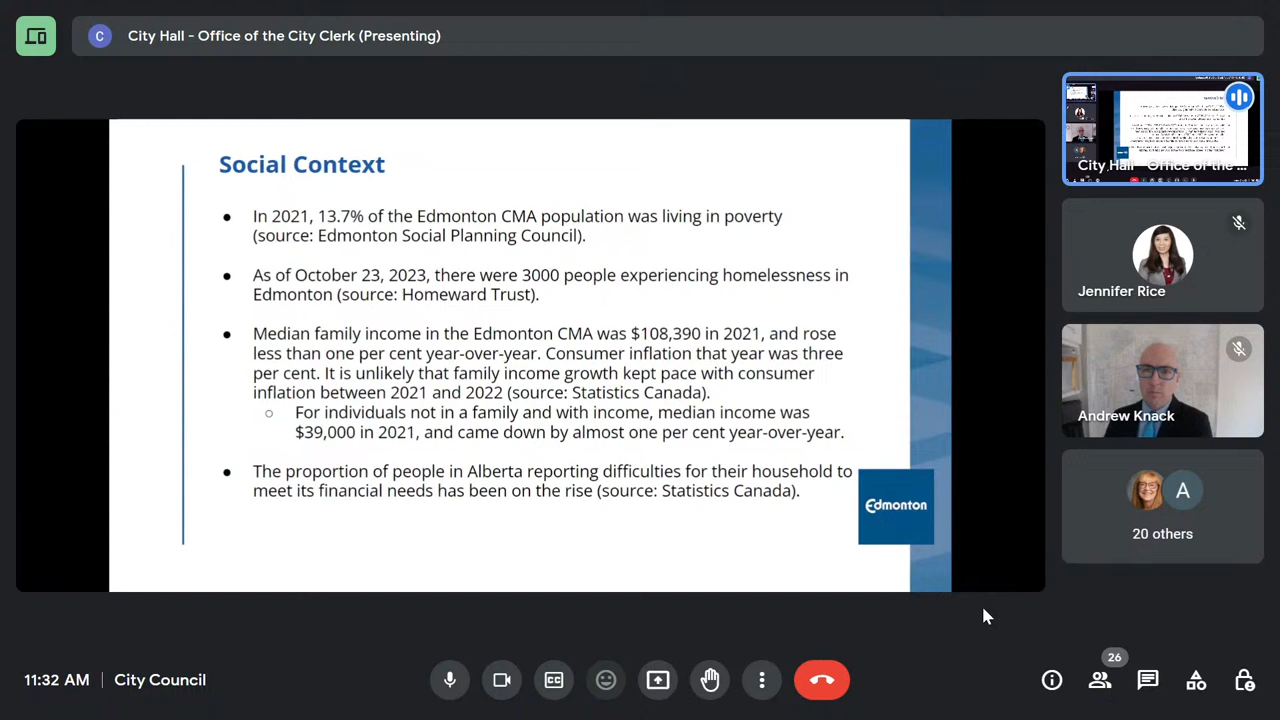 C
City Hall - Office of the City Clerk (Presenting)
Social Context
● In 2021, 13.7% of the Edmonton CMA population was living in poverty
(source: Edmonton Social Planning Council).
● As of October 23, 2023, there were 3000 people experiencing homelessness in
Edmonton (source: Homeward Trust).
● Median family income in the Edmonton CMA was $108,390 in 2021, and rose
less than one per cent year-over-year. Consumer inflation that year was three
per cent. It is unlikely that family income growth kept pace with consumer
inflation between 2021 and 2022 (source: Statistics Canada).
○ For individuals not in a family and with income, median income was
$39,000 in 2021, and came down by almost one per cent year-over-year.
● The proportion of people in Alberta reporting difficulties for their household to
meet its financial needs has been on the rise (source: Statistics Canada).
Edmonton
City Hall - Office of the ...
Jennifer Rice
Andrew Knack
A
20 others
11:32 AM | City Council
CC
26